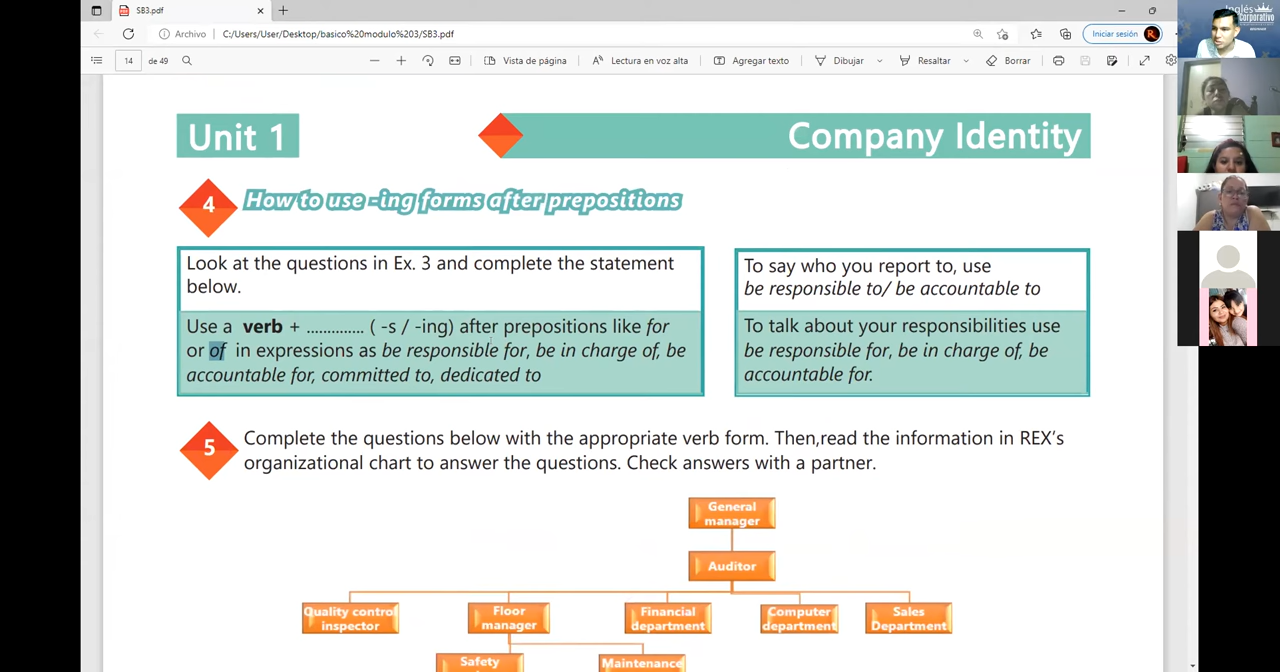 SB3.pdf
Archivo
C:/Users/User/Desktop/basico%20modulo%203/SB3.pdf
Iniciar sesión
R
14
de 49
Vista de página
Lectura en voz alta
Agregar texto
Dibujar
Resaltar
Borrar
Inglés
Corporativo
Unit 1
Company Identity
4
How to use -ing forms after prepositions
Look at the questions in Ex. 3 and complete the statement
below.
Use a verb + ............. ( -s / -ing) after prepositions like for
or of in expressions as be responsible for, be in charge of, be
accountable for, committed to, dedicated to
To say who you report to, use
be responsible to/ be accountable to
To talk about your responsibilities use
be responsible for, be in charge of, be
accountable for.
5
Complete the questions below with the appropriate verb form. Then,read the information in REX's
organizational chart to answer the questions. Check answers with a partner.
General
manager
Auditor
Quality control
inspector
Floor
manager
Financial
department
Computer
department
Sales
Department
Safety
Maintenance